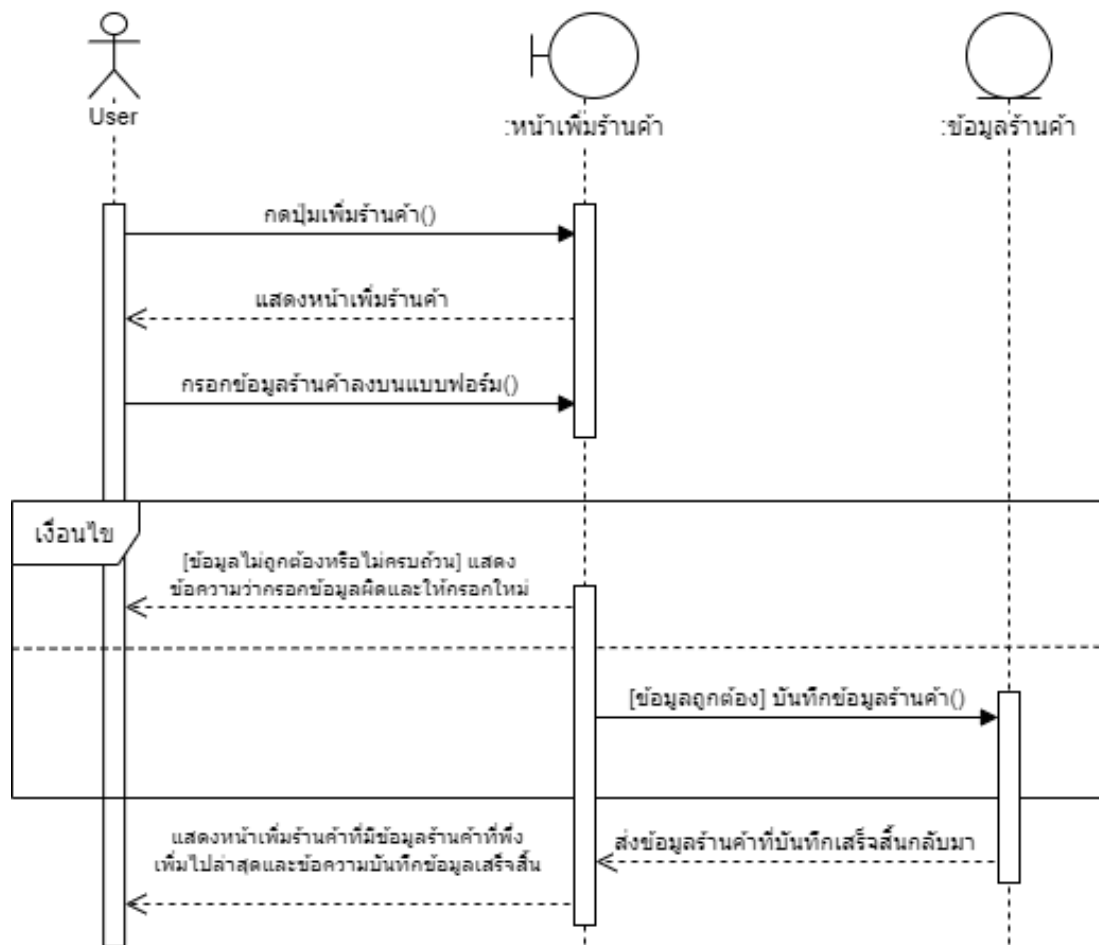 User
:หน้าเพิ่มร้านค้า
:ข้อมูลร้านค้า
กดปุ่มเพิ่มร้านค้า()
แสดงหน้าเพิ่มร้านค้า
กรอกข้อมูลร้านค้าลงบนแบบฟอร์ม()
เงื่อนไข
[ข้อมูลไม่ถูกต้องหรือไม่ครบถ้วน] แสดง
ข้อความว่ากรอกข้อมูลผิดและให้กรอกใหม่
[ข้อมูลถูกต้อง] บันทึกข้อมูลร้านค้า()
ส่งข้อมูลร้านค้าที่บันทึกเสร็จสิ้นกลับมา
แสดงหน้าเพิ่มร้านค้าที่มีข้อมูลร้านค้าที่พึ่ง
เพิ่มไปล่าสุดและข้อความบันทึกข้อมูลเสร็จสิ้น